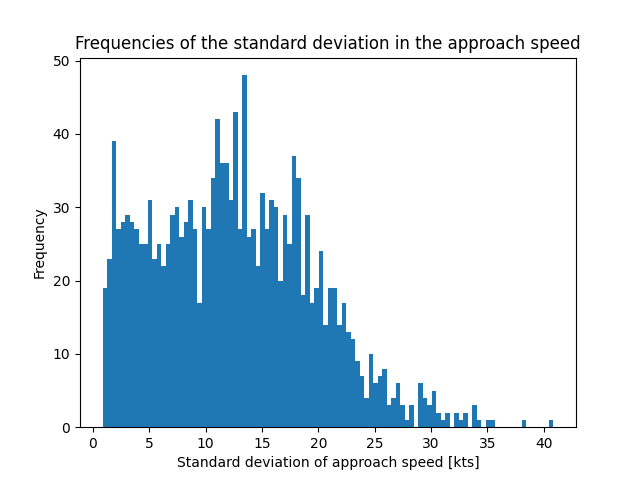 Frequencies of the standard deviation in the approach speed
50
40
30
20
10
0
Frequency
0 5 10 15 20 25 30 35 40
Standard deviation of approach speed [kts]